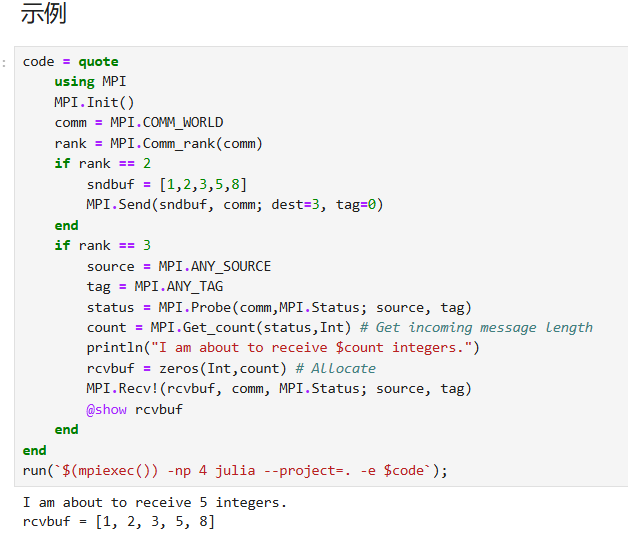 示例
:
code = quote
    using MPI
    MPI.Init()
    comm = MPI.COMM_WORLD
    rank = MPI.Comm_rank(comm)
    if rank == 2
        sndbuf = [1,2,3,5,8]
        MPI.Send(sndbuf, comm; dest=3, tag=0)
    end
    if rank == 3
        source = MPI.ANY_SOURCE
        tag = MPI.ANY_TAG
        status = MPI.Probe(comm,MPI.Status; source, tag)
        count = MPI.Get_count(status,Int) # Get incoming message length
        println("I am about to receive $count integers.")
        rcvbuf = zeros(Int,count) # Allocate
        MPI.Recv!(rcvbuf, comm, MPI.Status; source, tag)
        @show rcvbuf
    end
end
run(`$(mpiexec()) -np 4 julia --project=. -e $code`);
I am about to receive 5 integers.
rcvbuf = [1, 2, 3, 5, 8]